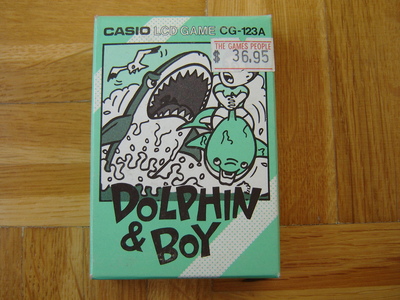 CASIO LCD GAME CG-123A
THE GAMES PEOPLE
$ 36.95
DOLPHIN
& BOY